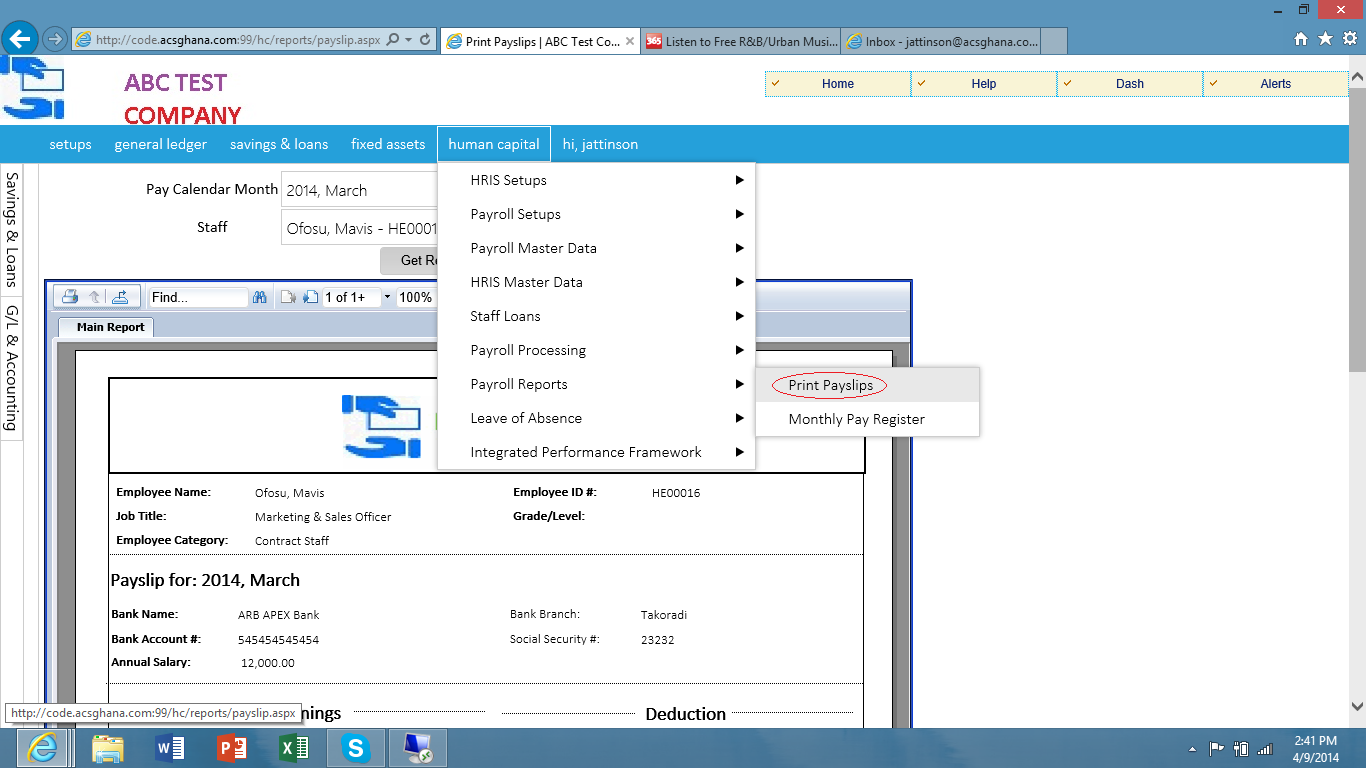 http://code.acsghana.com:99/hc/reports/payslip.aspx
Print Payslips | ABC Test Co...
365
Listen to Free R&B/Urban Musi...
Inbox - jattinson@acsghana.co...
ABC TEST
COMPANY
Home
Help
Dash
Alerts
setups
general ledger
savings & loans
fixed assets
human capital
hi, jattinson
Savings & Loans
G/L & Accounting
Pay Calendar Month
2014, March
Staff
Ofosu, Mavis - HE0001
Get Re
HRIS Setups
Payroll Setups
Payroll Master Data
HRIS Master Data
Staff Loans
Payroll Processing
Payroll Reports
Leave of Absence
Integrated Performance Framework
Print Payslips
Monthly Pay Register
Find...
1 of 1+
100%
Main Report
Employee Name:
Ofosu, Mavis
Employee ID #:
HE00016
Job Title:
Marketing & Sales Officer
Grade/Level:
Employee Category:
Contract Staff
Payslip for: 2014, March
Bank Name:
ARB APEX Bank
Bank Branch:
Takoradi
Bank Account #:
545454545454
Social Security #:
23232
Annual Salary:
12,000.00
nings
Deduction
http://code.acsghana.com:99/hc/reports/payslip.aspx
2:41 PM
4/9/2014